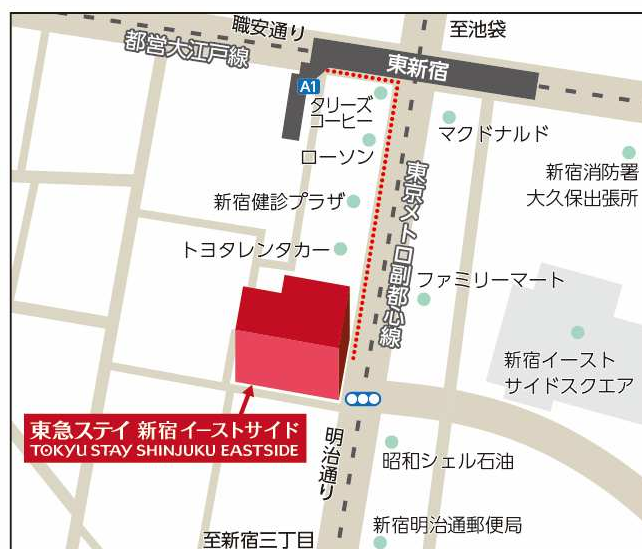 職安通り
至池袋
都営大江戸線
東新宿
A1
タリーズ
コーヒー
マクドナルド
ローソン
新宿消防署
大久保出張所
新宿健診プラザ
東京メトロ副都心線
トヨタレンタカー
ファミリーマート
新宿イースト
サイドスクエア
東急ステイ 新宿イーストサイド
TOKYU STAY SHINJUKU EASTSIDE
明治通り
昭和シェル石油
新宿明治通郵便局
至新宿三丁目